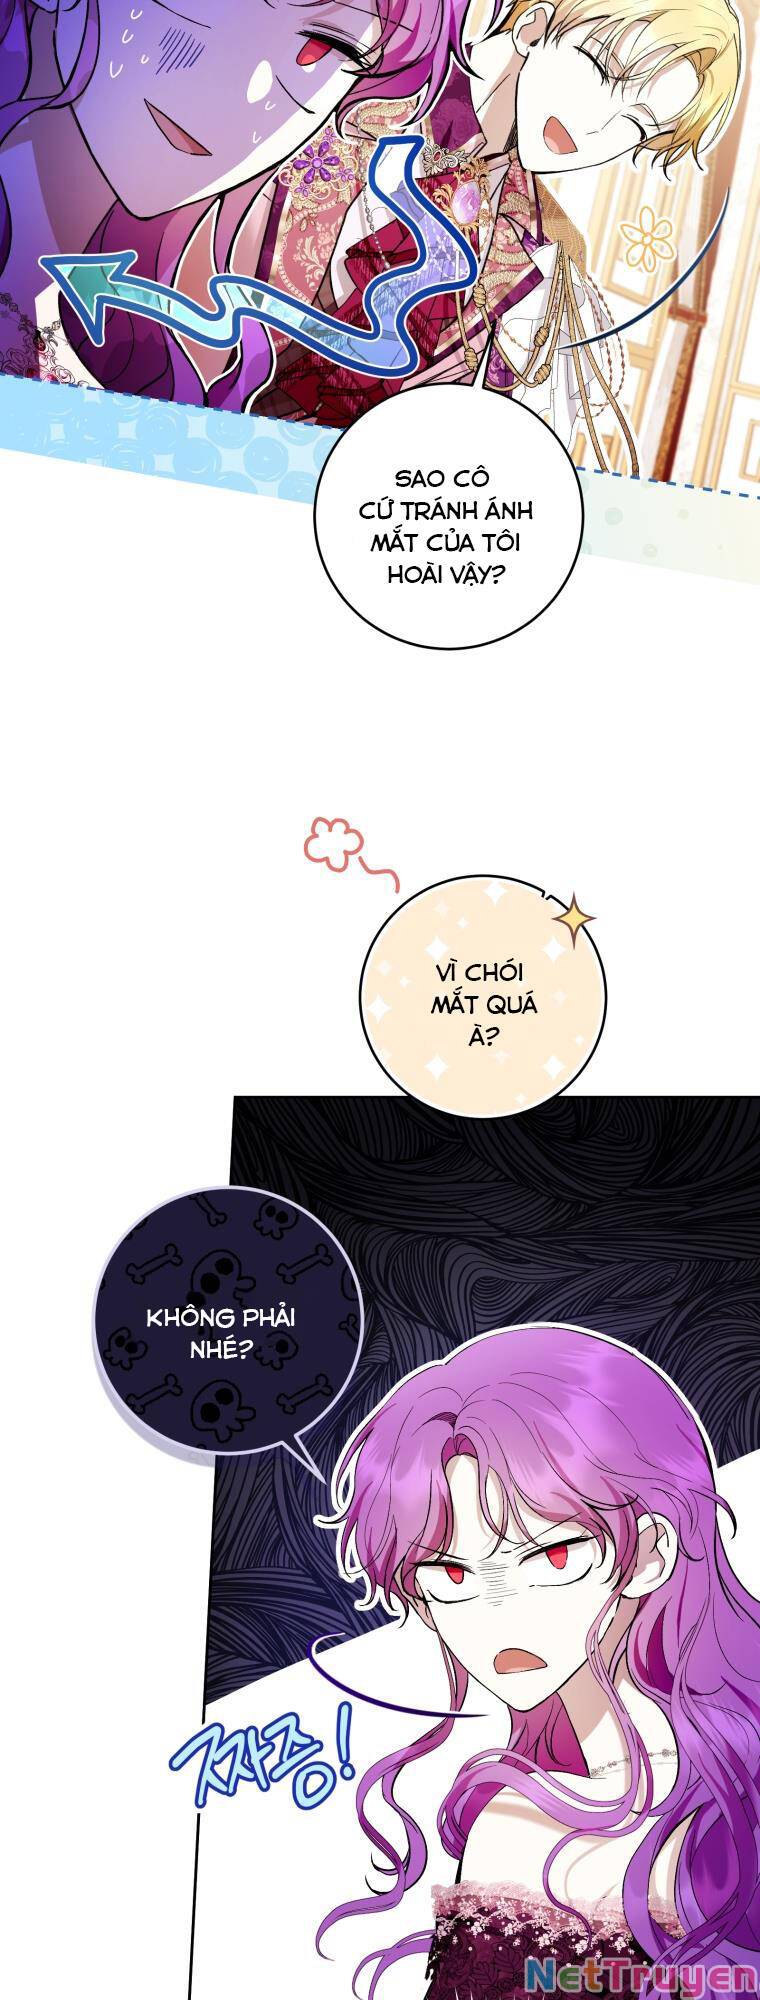 SAO CÔ
CỨ TRÁNH ÁNH
MẮT CỦA TÔI
HOÀI VẬY?
VÌ CHÓI
MẮT QUÁ
À?
KHÔNG PHẢI
NHÉ?
짜증!
NetTruyen